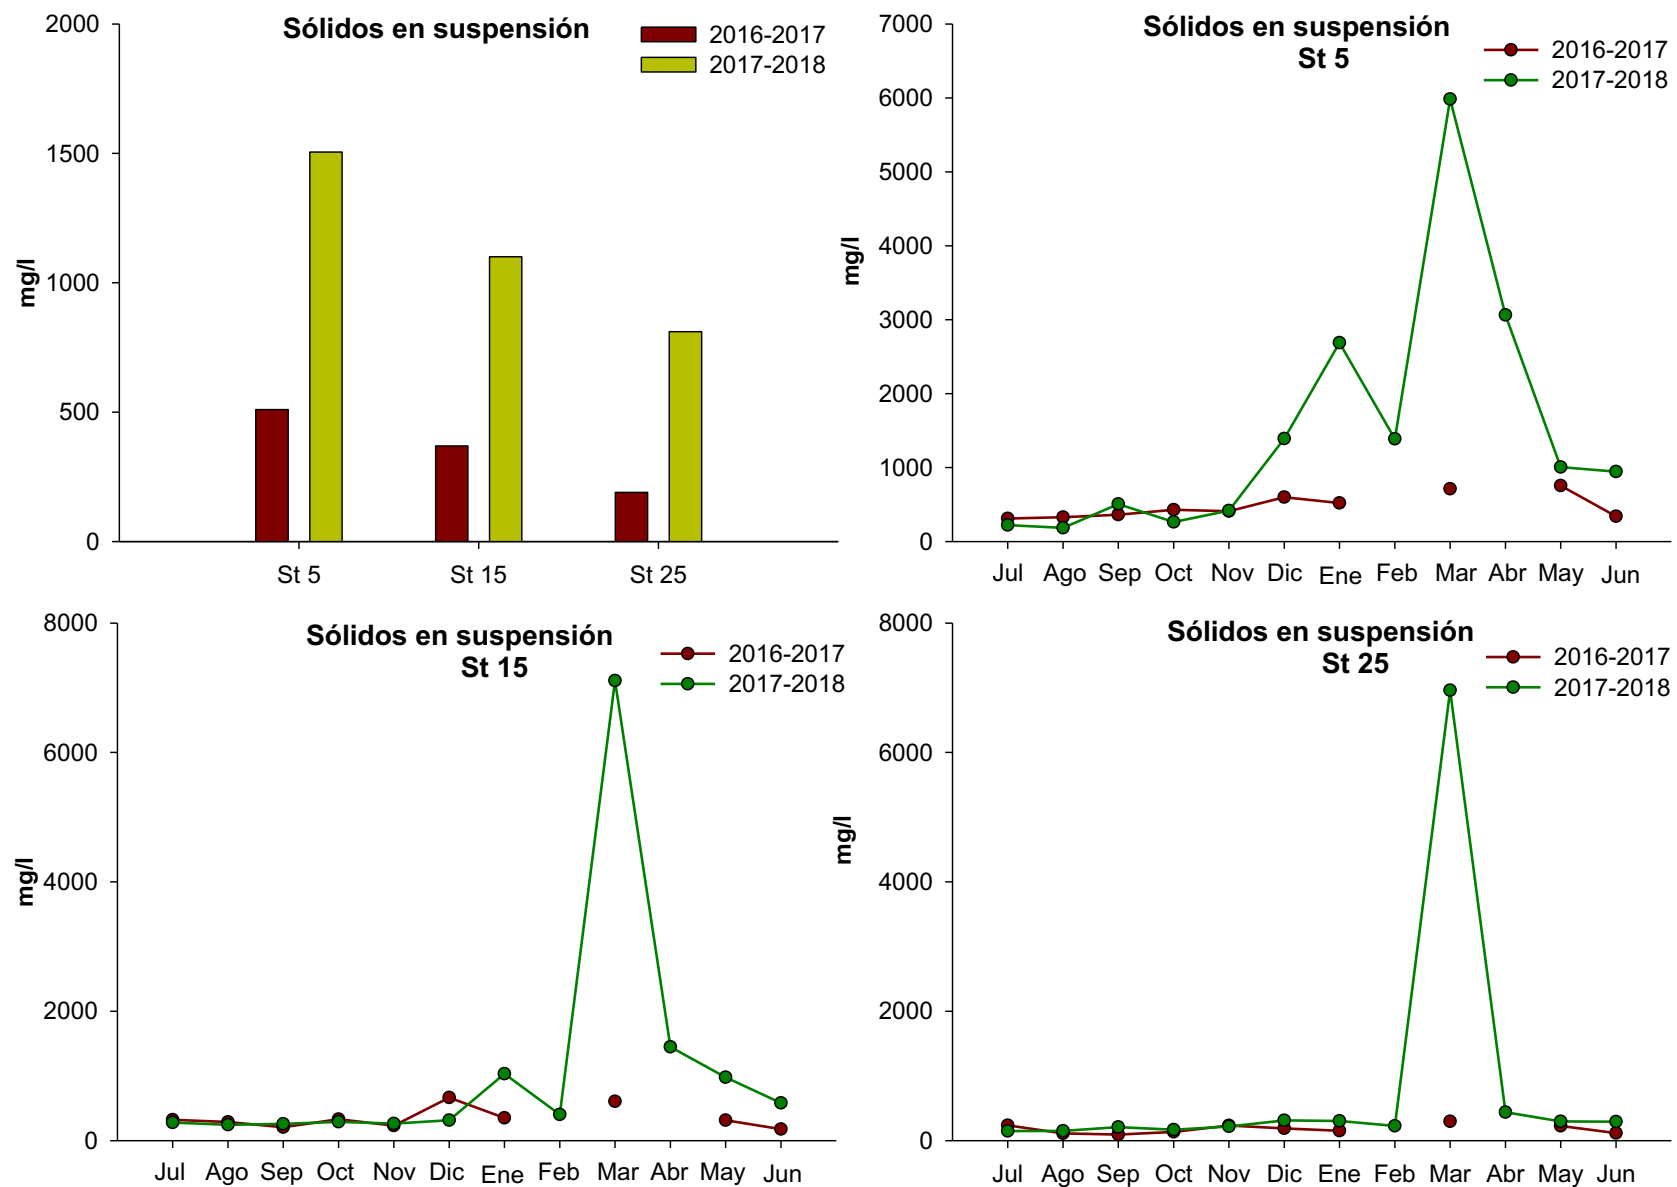 Sólidos en suspensión
2016-2017
2017-2018
2000
1500
1000
500
0
mg/l
St 5
St 15
St 25
Sólidos en suspensión
St 5
2016-2017
2017-2018
7000
6000
5000
4000
3000
2000
1000
0
mg/l
Jul Ago Sep Oct Nov Dic Ene Feb Mar Abr May Jun
Sólidos en suspensión
St 15
2016-2017
2017-2018
8000
6000
4000
2000
0
mg/l
Jul Ago Sep Oct Nov Dic Ene Feb Mar Abr May Jun
Sólidos en suspensión
St 25
2016-2017
2017-2018
8000
6000
4000
2000
0
mg/l
Jul Ago Sep Oct Nov Dic Ene Feb Mar Abr May Jun